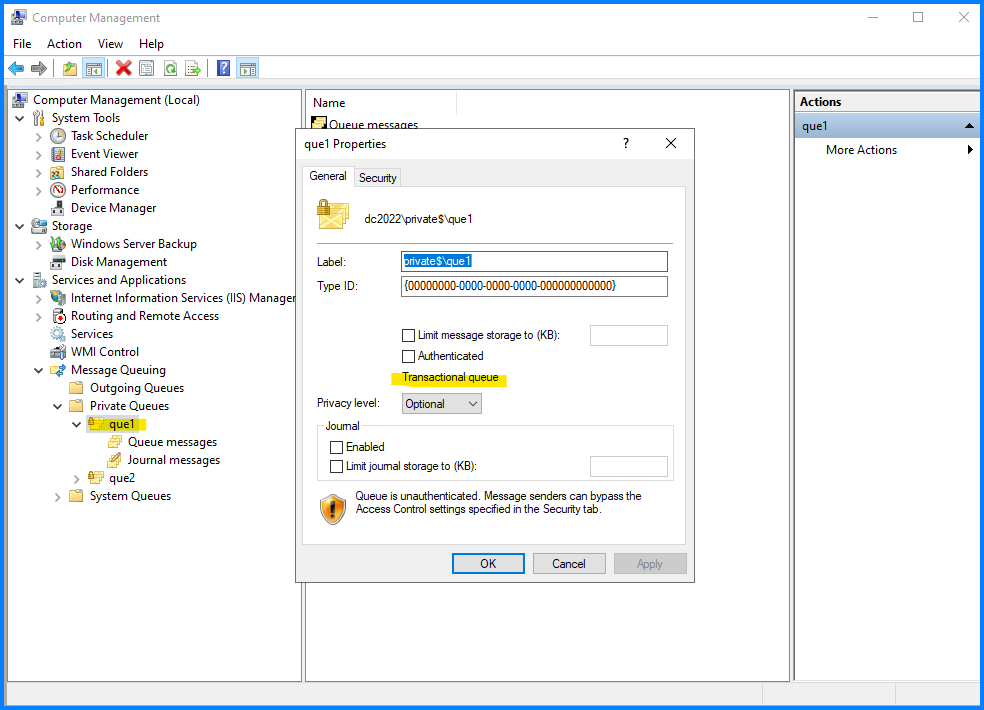 Computer Management
File Action View Help
Computer Management (Local)
System Tools
Task Scheduler
Event Viewer
Shared Folders
Performance
Device Manager
Storage
Windows Server Backup
Disk Management
Services and Applications
Internet Information Services (IIS) Manager
Routing and Remote Access
Services
WMI Control
Message Queuing
Outgoing Queues
Private Queues
que1
Queue messages
Journal messages
que2
System Queues
Name
Queue messages
que1 Properties
?
General Security
dc2022\private$\que1
Label: private$\que1
Type ID: {00000000-0000-0000-0000-000000000000}
Limit message storage to (KB):
Authenticated
Transactional queue
Privacy level: Optional
Journal
Enabled
Limit journal storage to (KB):
Queue is unauthenticated. Message senders can bypass the
Access Control settings specified in the Security tab.
OK Cancel Apply
Actions
que1
More Actions